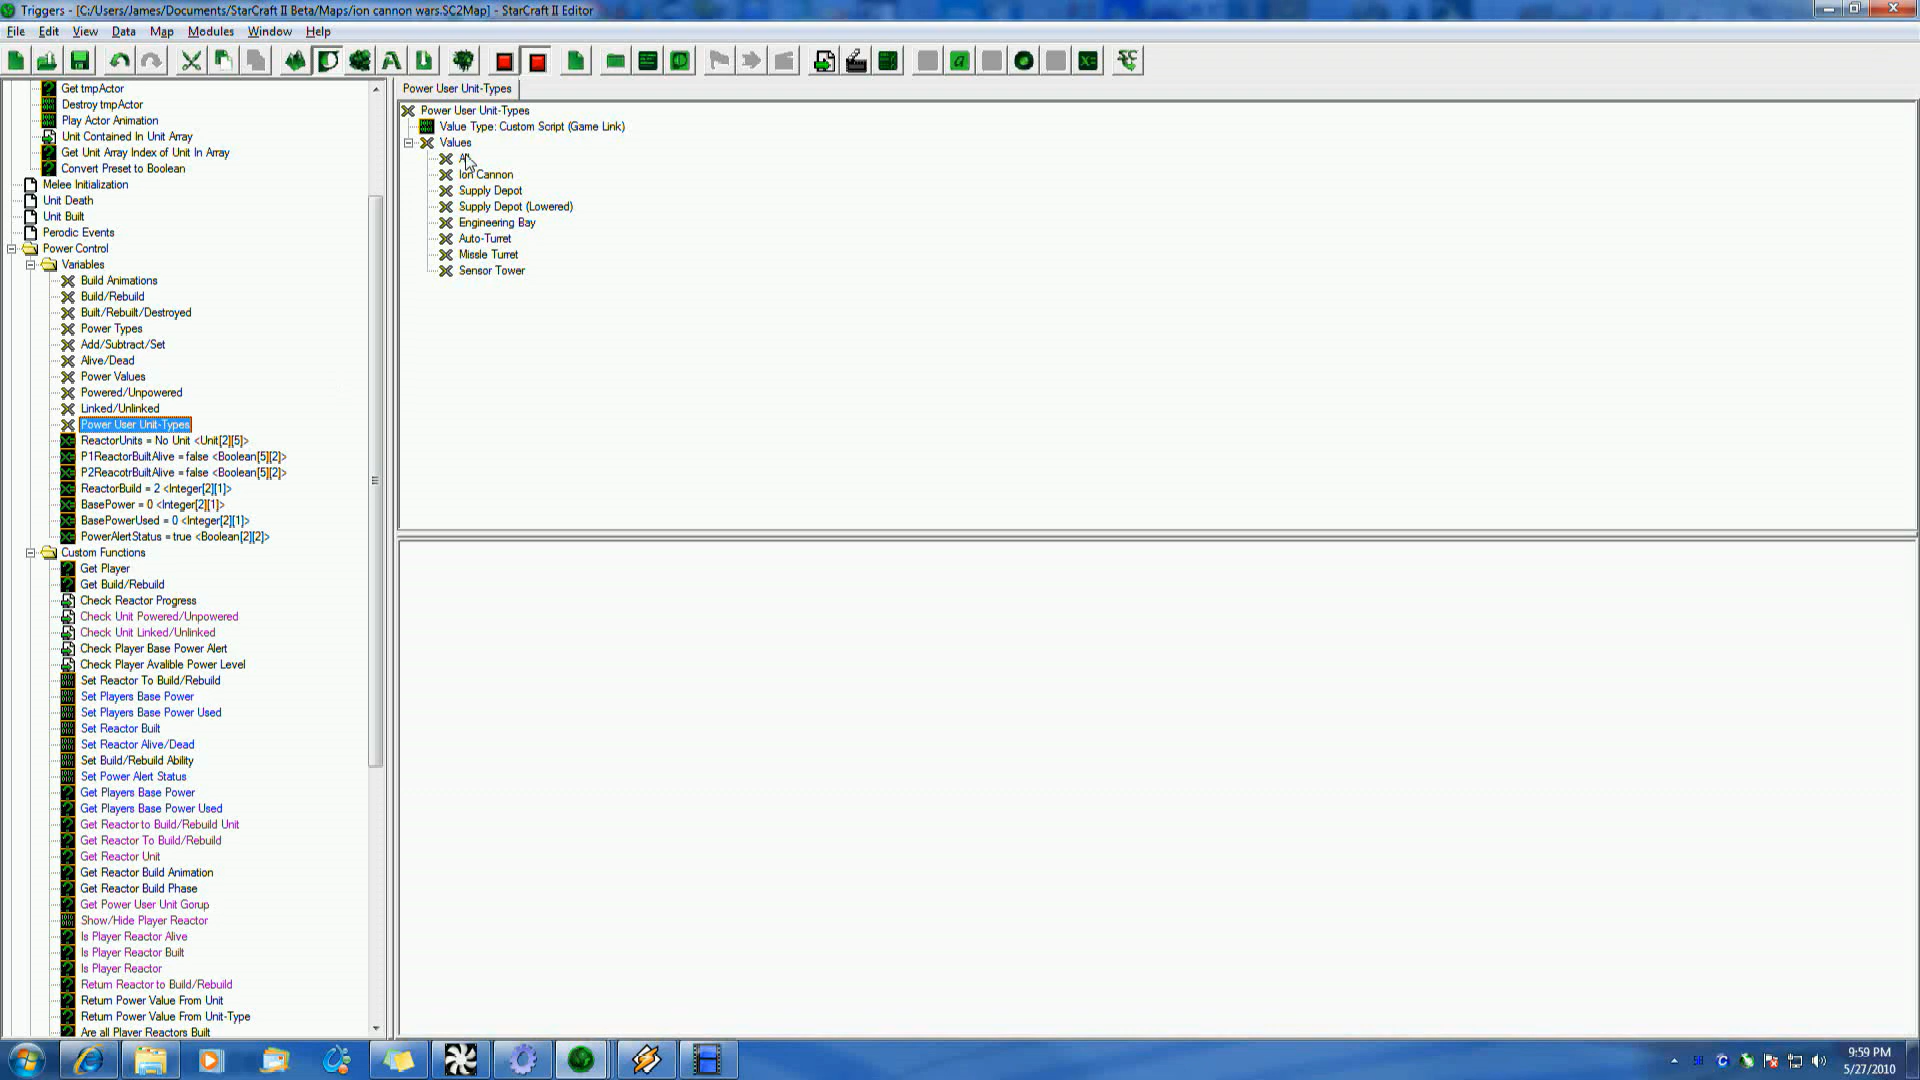 Triggers - [C:/Users/James/Documents/StarCraft II Beta/Maps/ion cannon wars.SC2Map] - StarCraft II Editor
File Edit View Data Map Modules Window Help
Get tmpActor
Destroy tmpActor
Play Actor Animation
Unit Contained In Unit Array
Get Unit Array Index of Unit In Array
Convert Preset to Boolean
Melee Initialization
Unit Death
Unit Built
Periodic Events
Power Control
Variables
Build Animations
Build/Rebuild
Built/Rebuilt/Destroyed
Power Types
Add/Subtract/Set
Alive/Dead
Power Values
Powered/Unpowered
Linked/Unlinked
Power User Unit-Types
ReactorUnits = No Unit <Unit[2][5]>
P1ReactorBuiltAlive = false <Boolean[5][2]>
P2ReacotrBuiltAlive = false <Boolean[5][2]>
ReactorBuild = 2 <Integer[2][1]>
BasePower = 0 <Integer[2][1]>
BasePowerUsed = 0 <Integer[2][1]>
PowerAlertStatus = true <Boolean[2][2]>
Custom Functions
Get Player
Get Build/Rebuild
Check Reactor Progress
Check Unit Powered/Unpowered
Check Unit Linked/Unlinked
Check Player Base Power Alert
Check Player Avalible Power Level
Set Reactor To Build/Rebuild
Set Players Base Power
Set Players Base Power Used
Set Reactor Built
Set Reactor Alive/Dead
Set Build/Rebuild Ability
Set Power Alert Status
Get Players Base Power
Get Players Base Power Used
Get Reactor to Build/Rebuild Unit
Get Reactor To Build/Rebuild
Get Reactor Unit
Get Reactor Build Animation
Get Reactor Build Phase
Get Power User Unit Gorup
Show/Hide Player Reactor
Is Player Reactor Alive
Is Player Reactor Built
Is Player Reactor
Return Reactor to Build/Rebuild
Return Power Value From Unit
Return Power Value From Unit-Type
Are all Player Reactors Built
Power User Unit-Types
Power User Unit-Types
Value Type: Custom Script (Game Link)
Values
Ion Cannon
Supply Depot
Supply Depot (Lowered)
Engineering Bay
Auto-Turret
Missle Turret
Sensor Tower
9:59 PM
5/27/2010